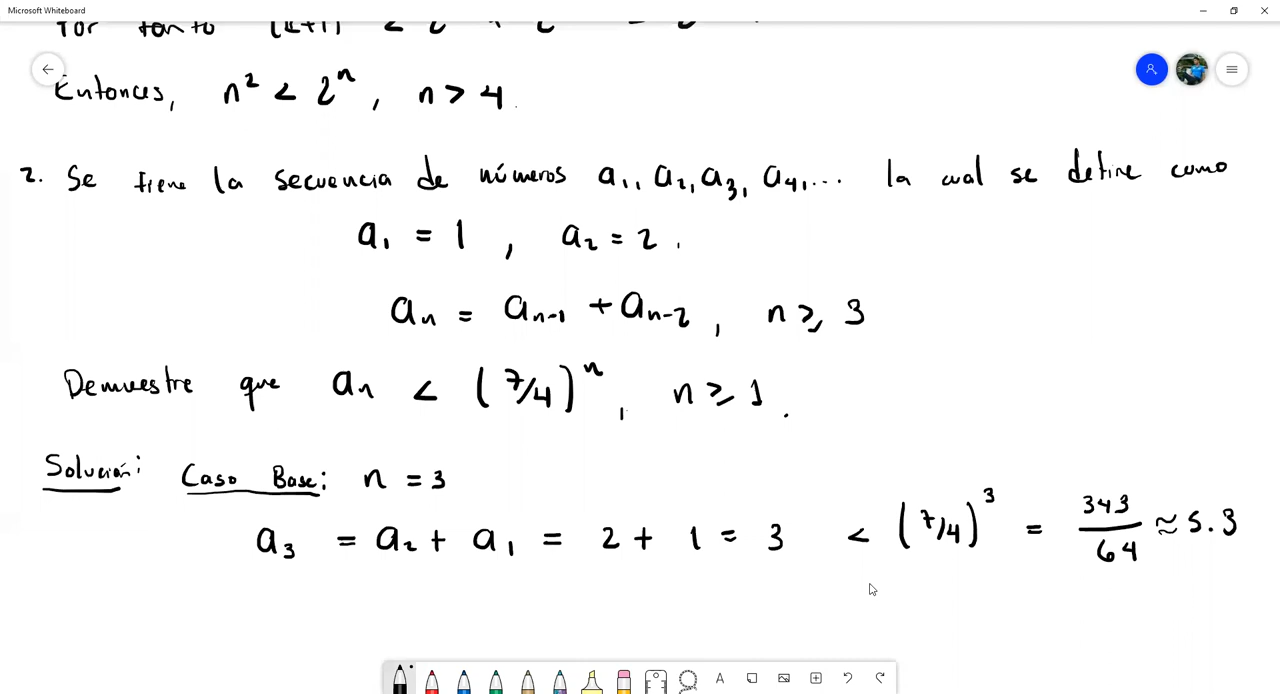 Microsoft Whiteboard
Por tanto
Entonces, n² < 2ⁿ, n > 4.
2. Se tiene la secuencia de números a₁, a₂, a₃, a₄,... la cual se define como
a₁ = 1, a₂ = 2.
aₙ = aₙ₋₁ + aₙ₋₂, n ≥ 3
Demuestre que aₙ < (7/4)ⁿ, n ≥ 1.
Solución: Caso Base: n = 3
a₃ = a₂ + a₁ = 2 + 1 = 3 < (7/4)³ = 343/64 ≈ 5.3
A